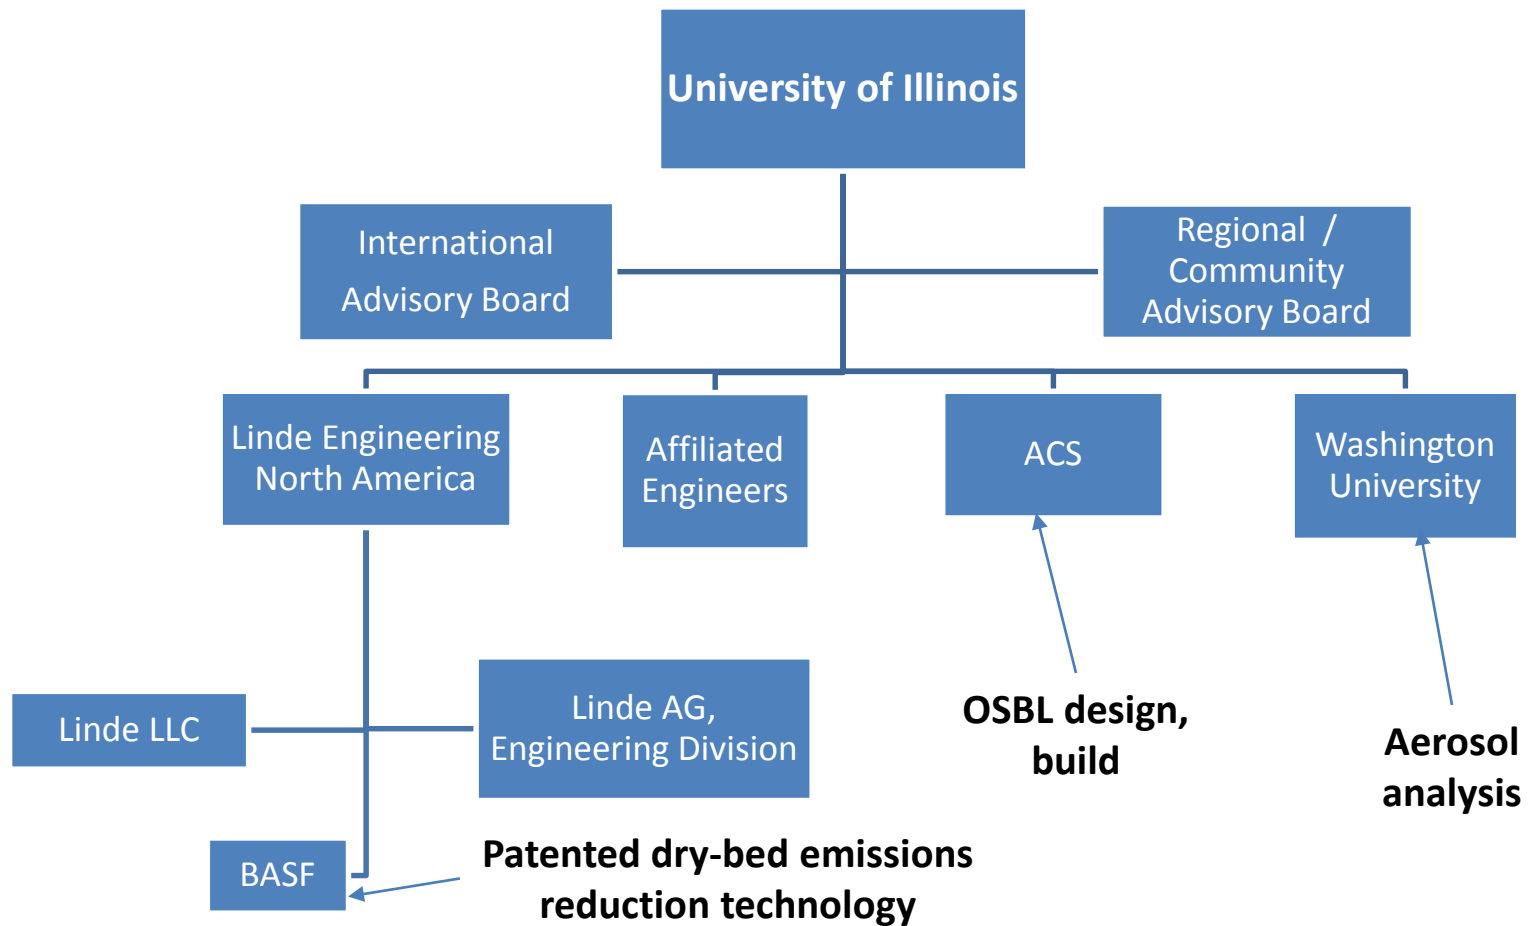 University of Illinois
International
Advisory Board
Regional /
Community
Advisory Board
Linde Engineering
North America
Affiliated
Engineers
ACS
Washington
University
Linde LLC
Linde AG,
Engineering Division
OSBL design,
build
Aerosol
analysis
BASF
Patented dry-bed emissions
reduction technology